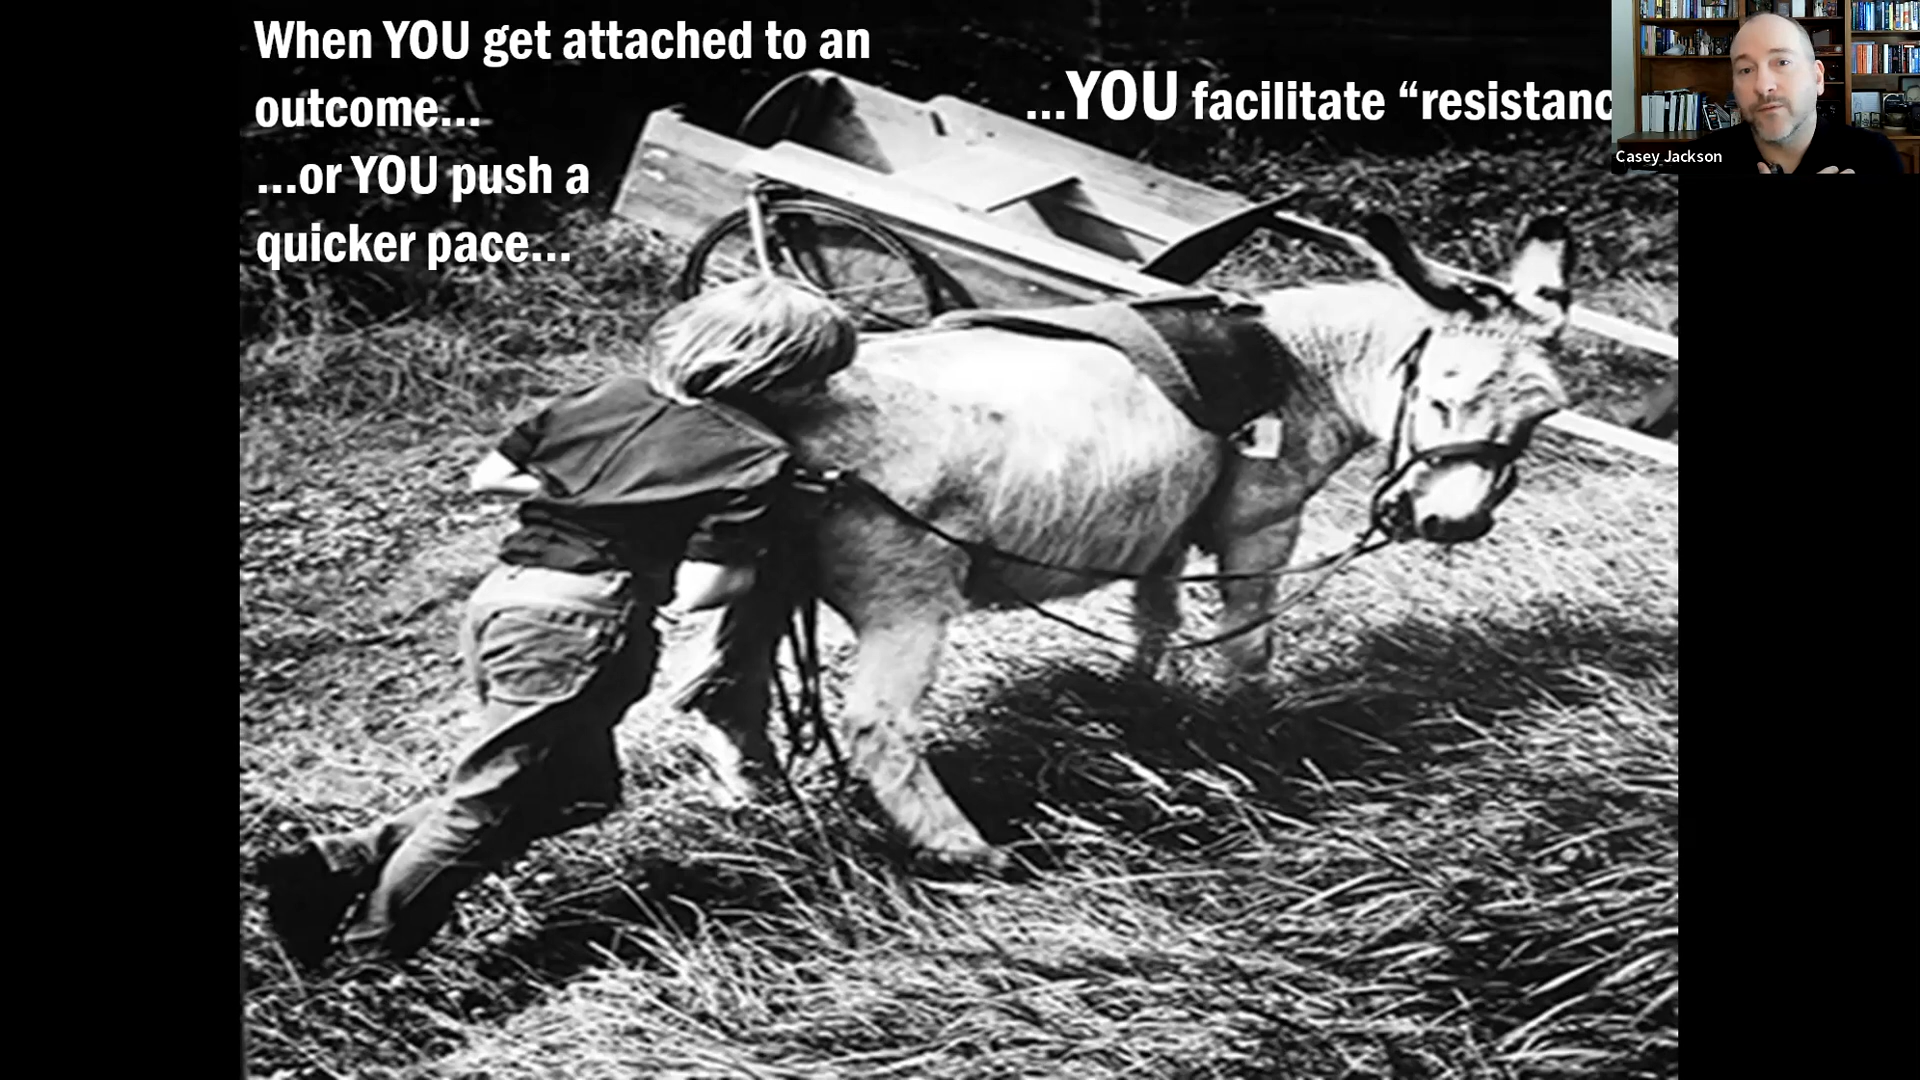 When YOU get attached to an
outcome...
...or YOU push a
quicker pace...
...YOU facilitate “resistanc
Casey Jackson